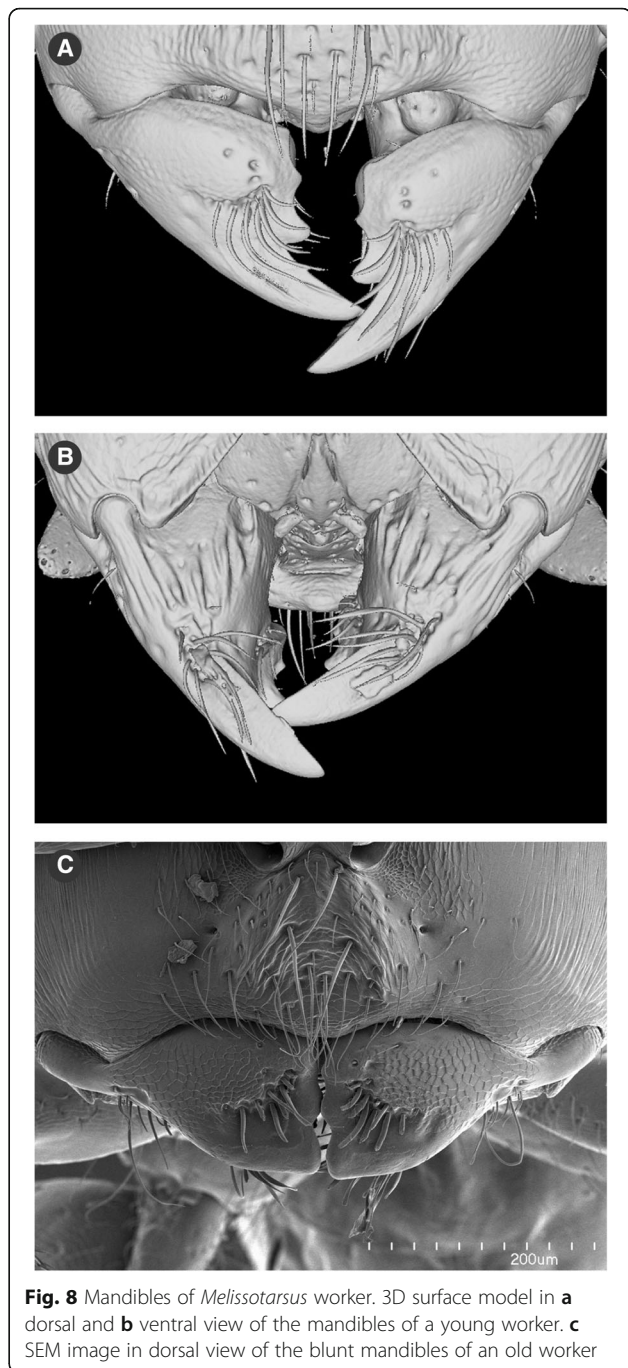 A
B
C
200um
Fig. 8 Mandibles of Melissotarsus worker. 3D surface model in a
dorsal and b ventral view of the mandibles of a young worker. c
SEM image in dorsal view of the blunt mandibles of an old worker